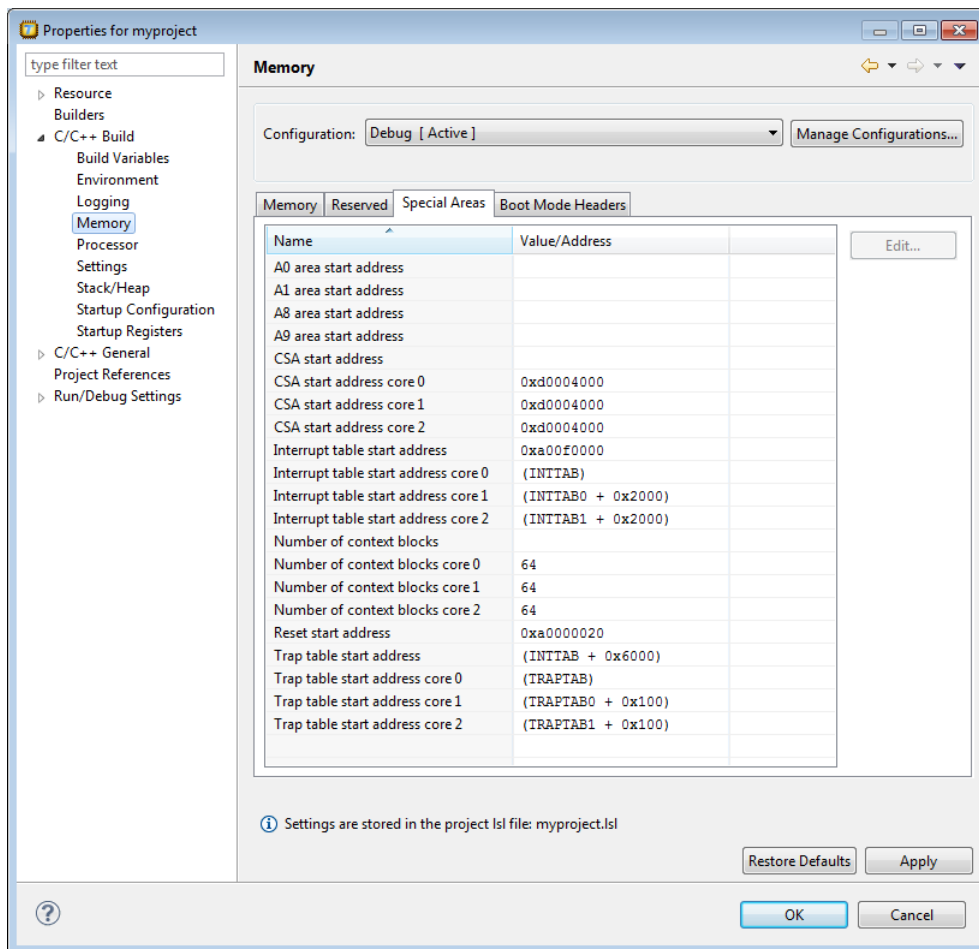 Properties for myproject
type filter text
Resource
Builders
C/C++ Build
Build Variables
Environment
Logging
Memory
Processor
Settings
Stack/Heap
Startup Configuration
Startup Registers
C/C++ General
Project References
Run/Debug Settings
Memory
Configuration: Debug [ Active ] Manage Configurations...
Memory Reserved Special Areas Boot Mode Headers
Name Value/Address
Edit...
A0 area start address
A1 area start address
A8 area start address
A9 area start address
CSA start address
CSA start address core 0 0xd0004000
CSA start address core 1 0xd0004000
CSA start address core 2 0xd0004000
Interrupt table start address 0xa00f0000
Interrupt table start address core 0 (INTTAB)
Interrupt table start address core 1 (INTTAB0 + 0x2000)
Interrupt table start address core 2 (INTTAB1 + 0x2000)
Number of context blocks
Number of context blocks core 0 64
Number of context blocks core 1 64
Number of context blocks core 2 64
Reset start address 0xa0000020
Trap table start address (INTTAB + 0x6000)
Trap table start address core 0 (TRAPTAB)
Trap table start address core 1 (TRAPTAB0 + 0x100)
Trap table start address core 2 (TRAPTAB1 + 0x100)
Settings are stored in the project lsl file: myproject.lsl
Restore Defaults Apply
OK Cancel